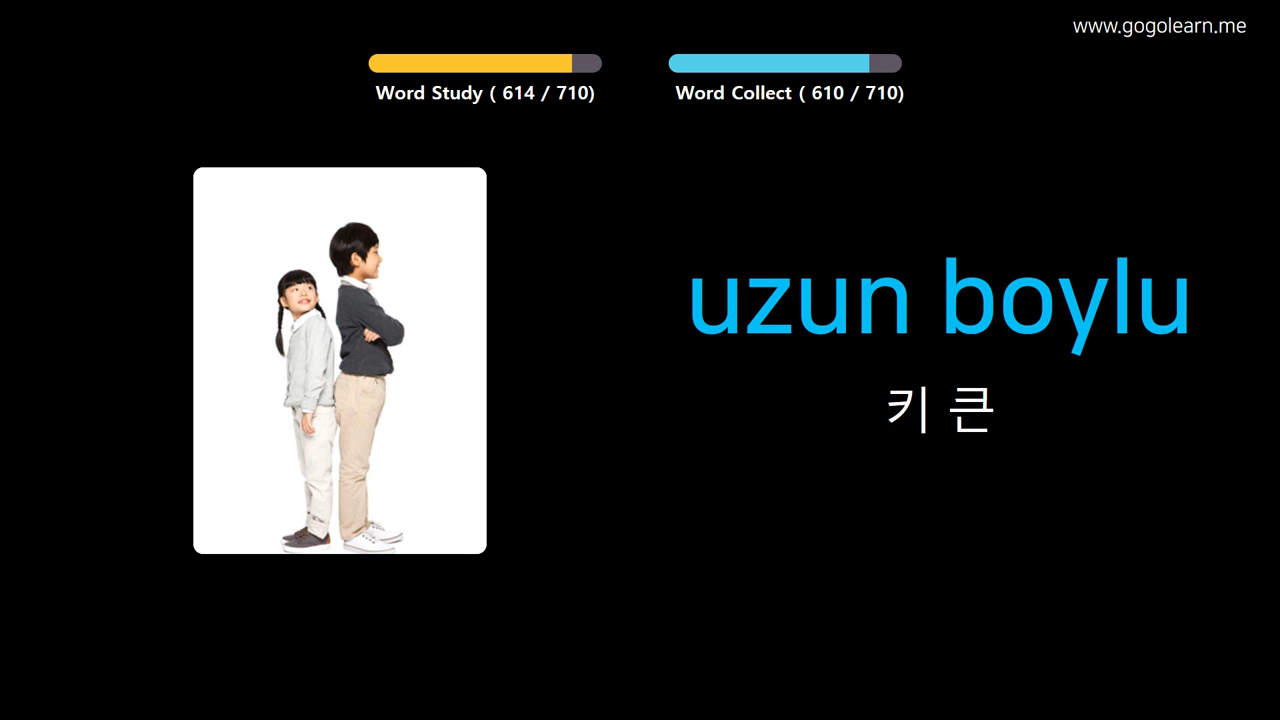 www.gogolearn.me
Word Study ( 614 / 710)
Word Collect ( 610 / 710)
uzun boylu
키 큰